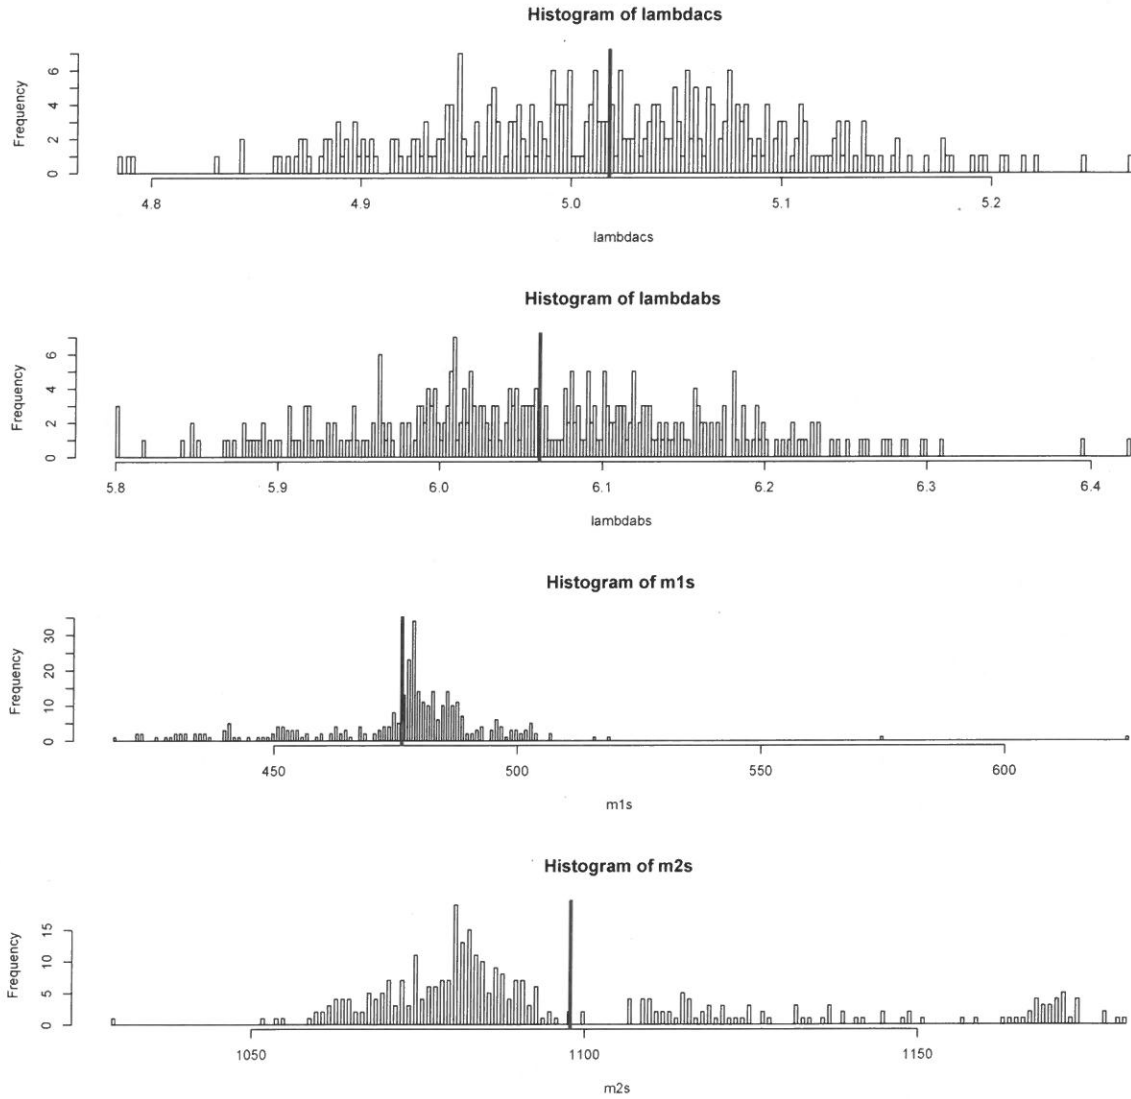 Histogram of lambdacs
Frequency
0 2 4 6
4.8 4.9 5.0 5.1 5.2
lambdacs
Histogram of lambdabs
Frequency
0 2 4 6
5.8 5.9 6.0 6.1 6.2 6.3 6.4
lambdabs
Histogram of m1s
Frequency
0 10 20 30
450 500 550 600
m1s
Histogram of m2s
Frequency
0 5 10 15
1050 1100 1150
m2s